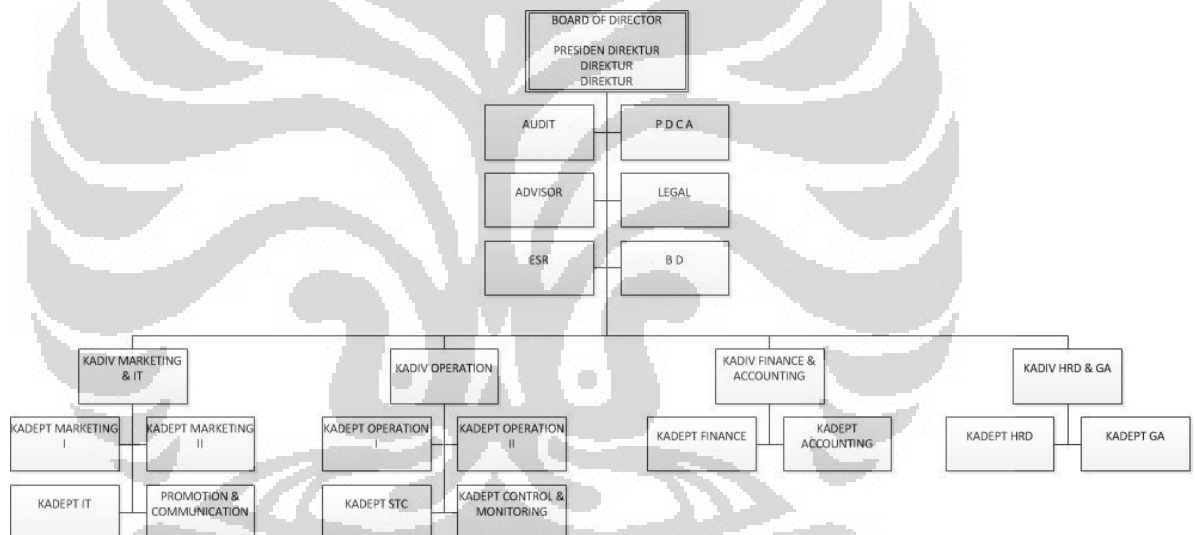 BOARD OF DIRECTOR
PRESIDEN DIREKTUR
DIREKTUR
DIREKTUR
AUDIT
P D C A
ADVISOR
LEGAL
ESR
B D
KADIV MARKETING
& IT
KADIV OPERATION
KADIV FINANCE &
ACCOUNTING
KADIV HRD & GA
KADEPT MARKETING
I
KADEPT MARKETING
II
KADEPT OPERATION
I
KADEPT OPERATION
II
KADEPT FINANCE
KADEPT
ACCOUNTING
KADEPT HRD
KADEPT GA
KADEPT IT
PROMOTION &
COMMUNICATION
KADEPT STC
KADEPT CONTROL &
MONITORING